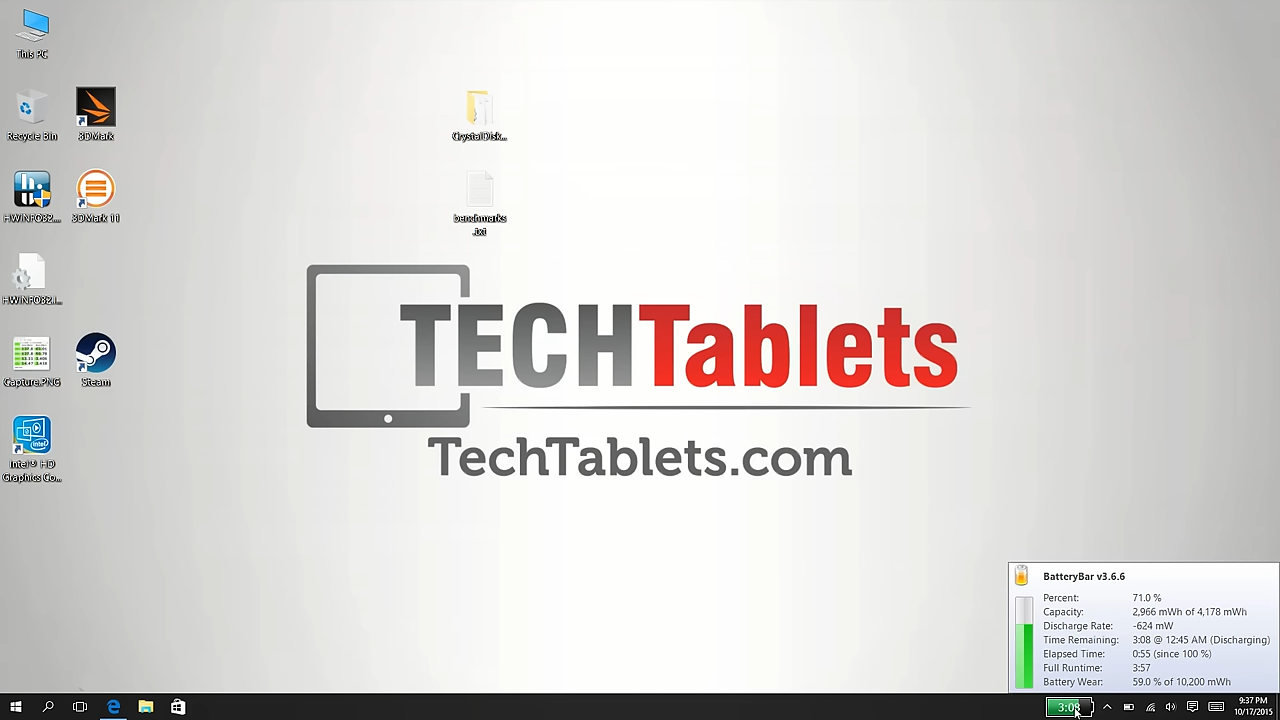 This PC
Recycle Bin
3DMark
HWiNFO32...
3DMark 11
HWiNFO32.I...
Capture.PNG
Steam
Intel® HD
Graphics Co...
CrystalDisk...
benchmarks
.txt
TECHTablets
TechTablets.com
BatteryBar v3.6.6
Percent: 71.0 %
Capacity: 2,966 mWh of 4,178 mWh
Discharge Rate: -624 mW
Time Remaining: 3:08 @ 12:45 AM (Discharging)
Elapsed Time: 0:55 (since 100 %)
Full Runtime: 3:57
Battery Wear: 59.0 % of 10,200 mWh
3:08
9:37 PM
10/17/2015